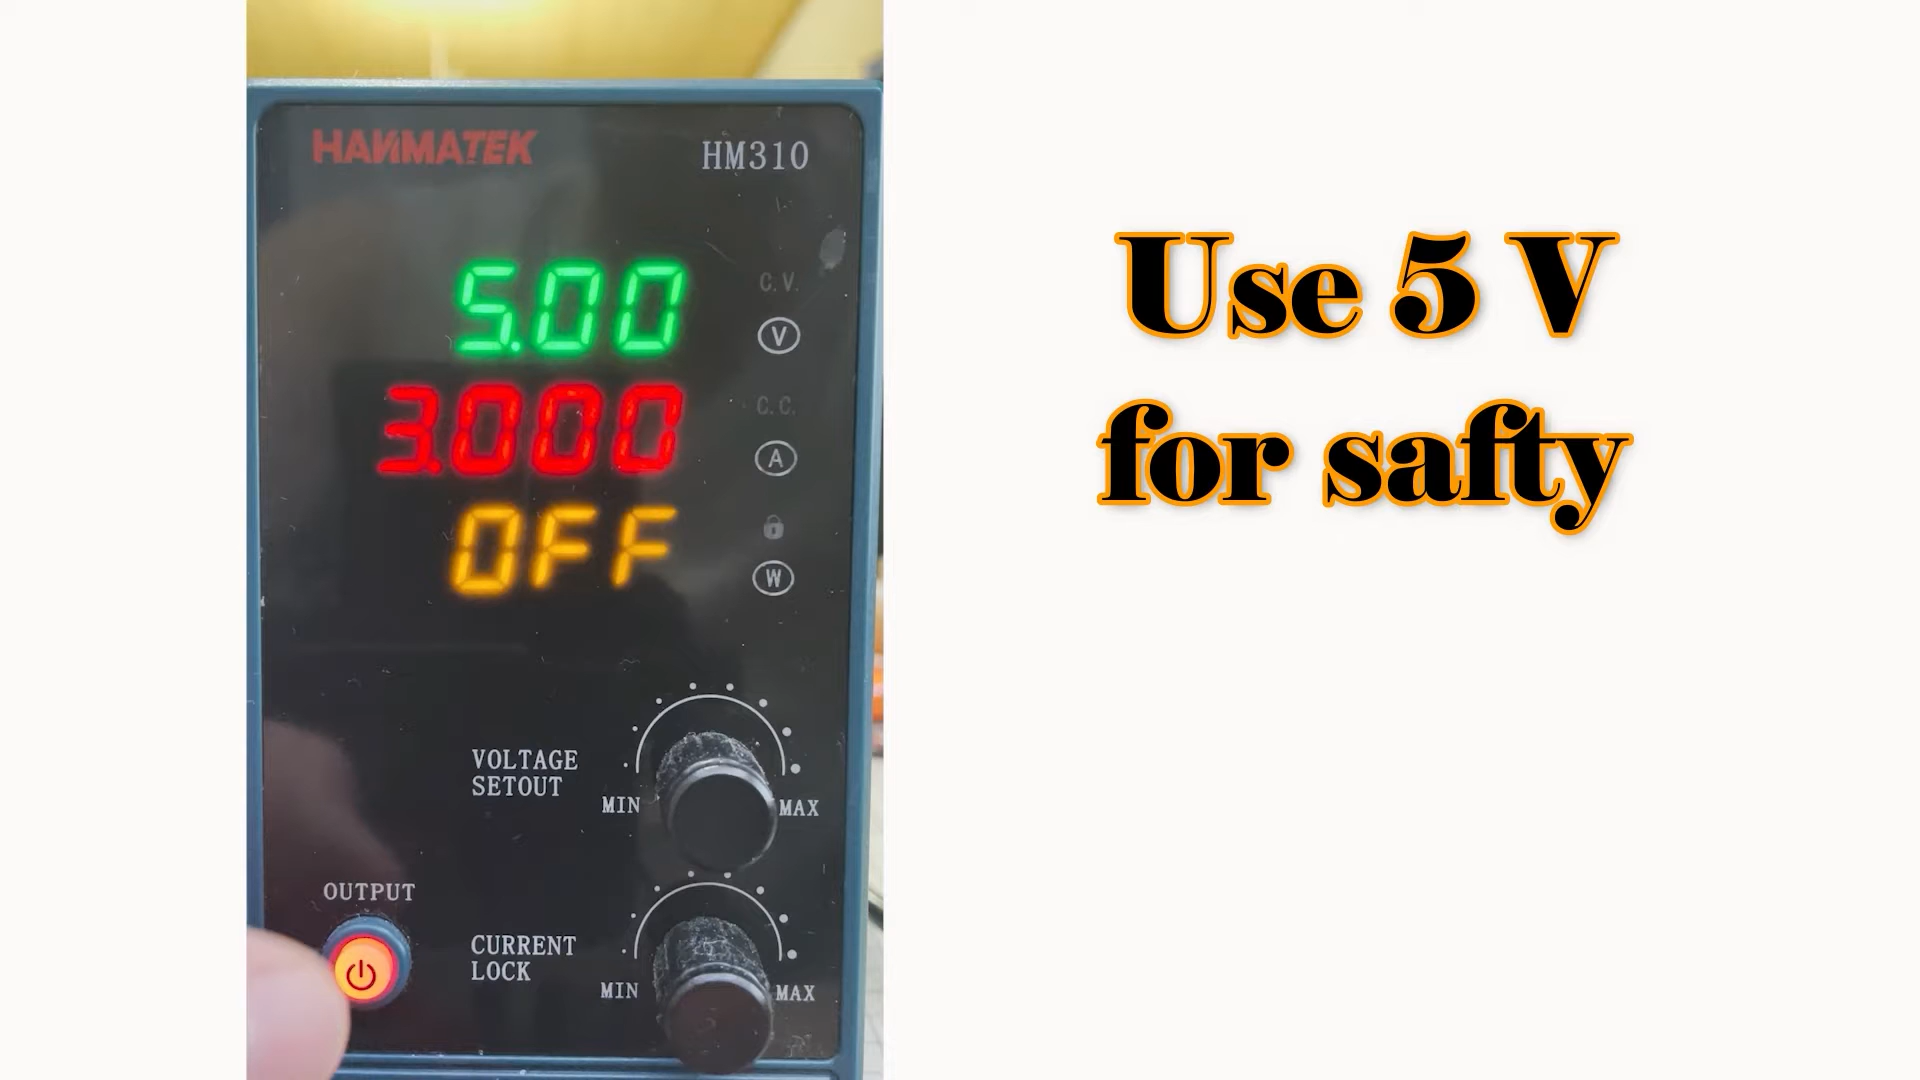 HANMATEK
HM310
5.00
C.V.
V
3.000
C.C.
A
OFF
W
VOLTAGE
SETOUT
MIN
MAX
OUTPUT
CURRENT
LOCK
MIN
MAX
Use 5 V
for safty